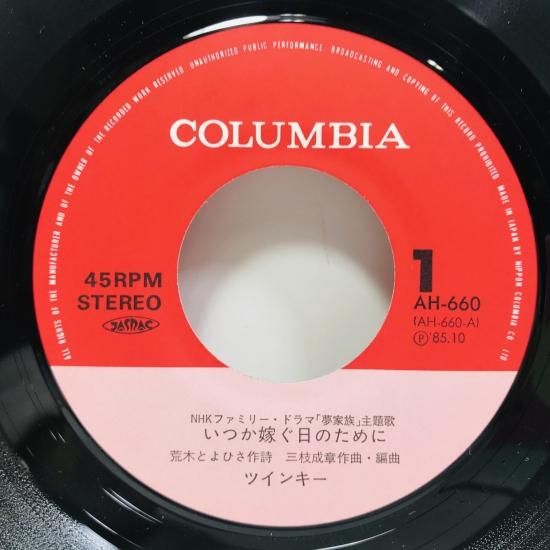 ALL RIGHTS OF THE MANUFACTURER AND OF THE OWNER OF THE RECORDED WORK RESERVED UNAUTHORIZED PUBLIC PERFORMANCE. BROADCASTING AND COPYING OF THIS RECORD PROHIBITED MADE IN JAPAN BY NIPPON COLUMBIA CO., LTD
COLUMBIA
45RPM
STEREO
JASRAC
1
AH-660
(AH-660-A)
Ⓟ'85.10
NHKファミリー・ドラマ「夢家族」主題歌
いつか嫁ぐ日のために
荒木とよひさ作詩 三枝成章作曲・編曲
ツインキー